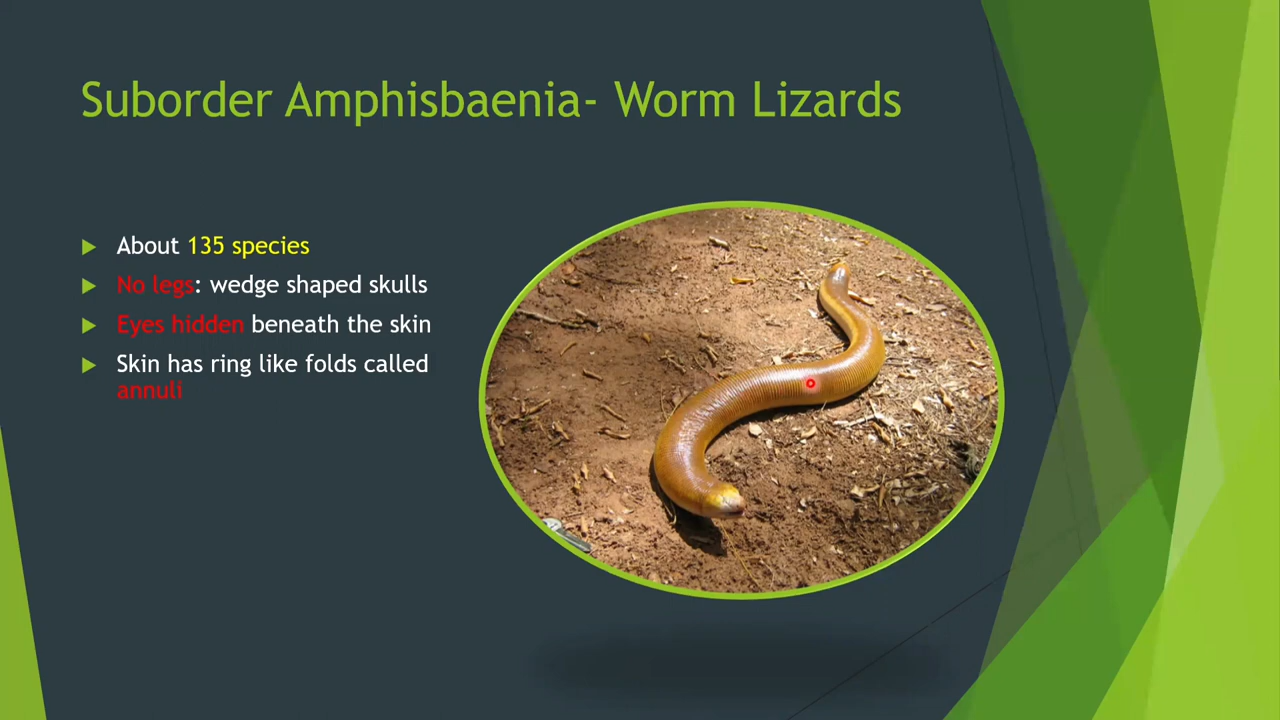 Suborder Amphisbaenia- Worm Lizards
About 135 species
No legs: wedge shaped skulls
Eyes hidden beneath the skin
Skin has ring like folds called
annuli